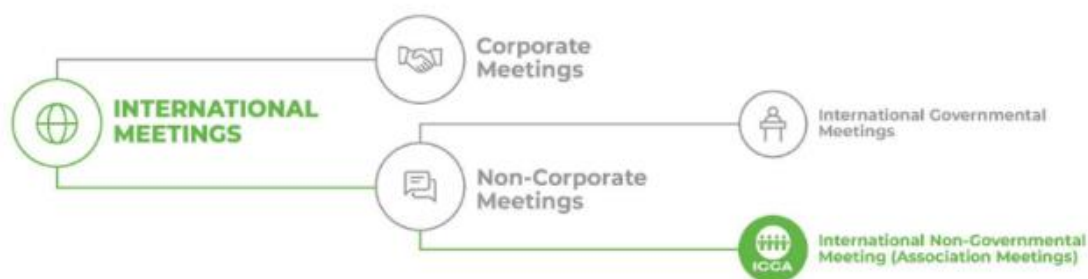 Corporate
Meetings
INTERNATIONAL
MEETINGS
International Governmental
Meetings
Non-Corporate
Meetings
ICCA
International Non-Governmental
Meeting (Association Meetings)